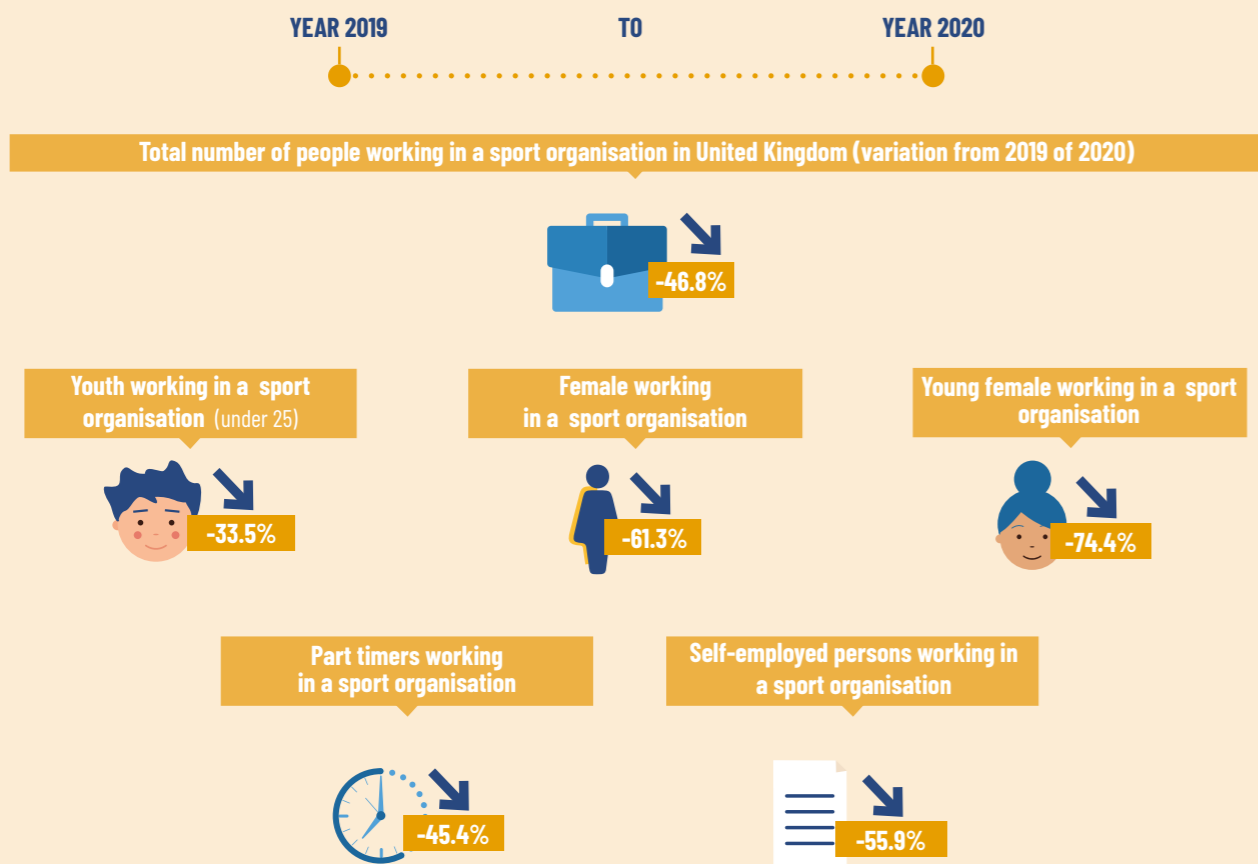 YEAR 2019 TO YEAR 2020
Total number of people working in a sport organisation in United Kingdom (variation from 2019 of 2020)
-46.8%
Youth working in a sport
organisation (under 25)
-33.5%
Female working
in a sport organisation
-61.3%
Young female working in a sport
organisation
-74.4%
Part timers working
in a sport organisation
-45.4%
Self-employed persons working in
a sport organisation
-55.9%